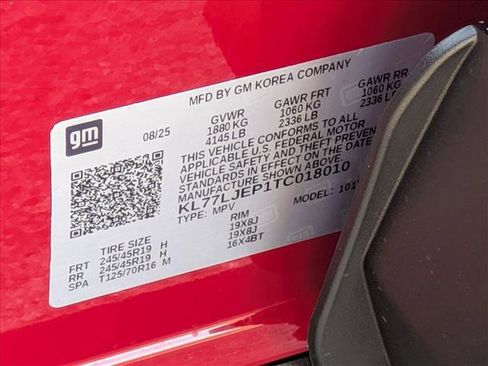 MFD BY GM KOREA COMPANY
gm
08/25
GVWR GAWR FRT GAWR RR
1880 KG 1060 KG 1060 KG
4145 LB 2336 LB 2336 LB
THIS VEHICLE CONFORMS TO ALL
APPLICABLE U.S. FEDERAL MOTOR
VEHICLE SAFETY AND THEFT PREVENTION
STANDARDS IN EFFECT ON THE DATE OF
MANUFACTURE SHOWN ABOVE.
KL77LJEP1TC018010
TYPE: MPV MODEL:
TIRE SIZE RIM
FRT 245/45R19 H 19X8J
RR 245/45R19 H 19X8J
SPA T125/70R16 M 16X4BT